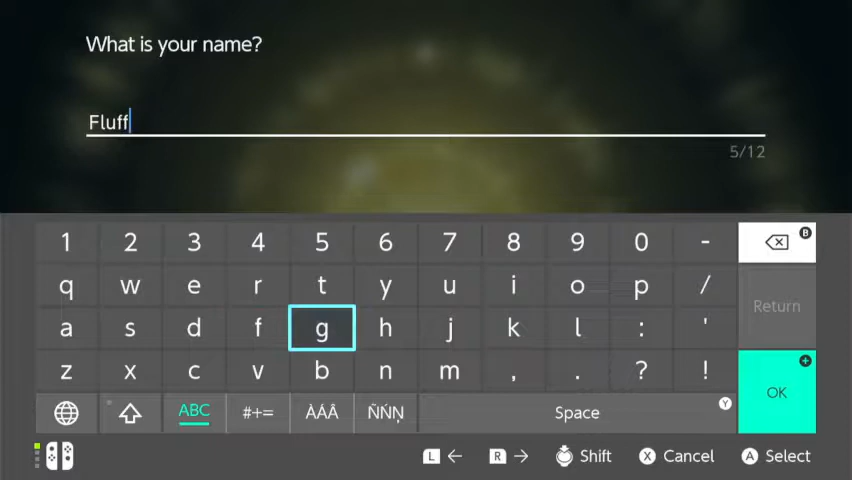 What is your name?
Fluff
5/12
1 2 3 4 5 6 7 8 9 0 - B
q w e r t y u i o p / Return
a s d f g h j k l : '
z x c v b n m , . ? ! OK +
ABC #+= ÀÁÂ ÑŃŅ Space Y
L ← R → Shift X Cancel A Select